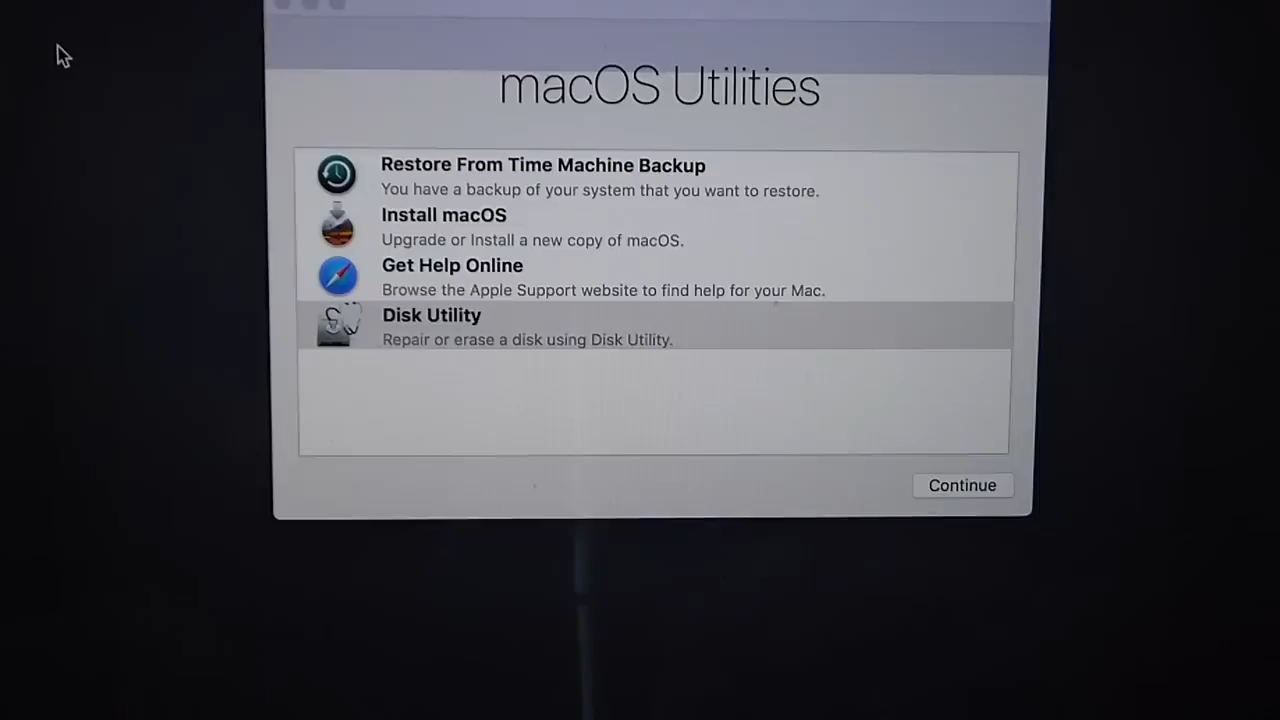 macOS Utilities
Restore From Time Machine Backup
You have a backup of your system that you want to restore.
Install macOS
Upgrade or Install a new copy of macOS.
Get Help Online
Browse the Apple Support website to find help for your Mac.
Disk Utility
Repair or erase a disk using Disk Utility.
Continue